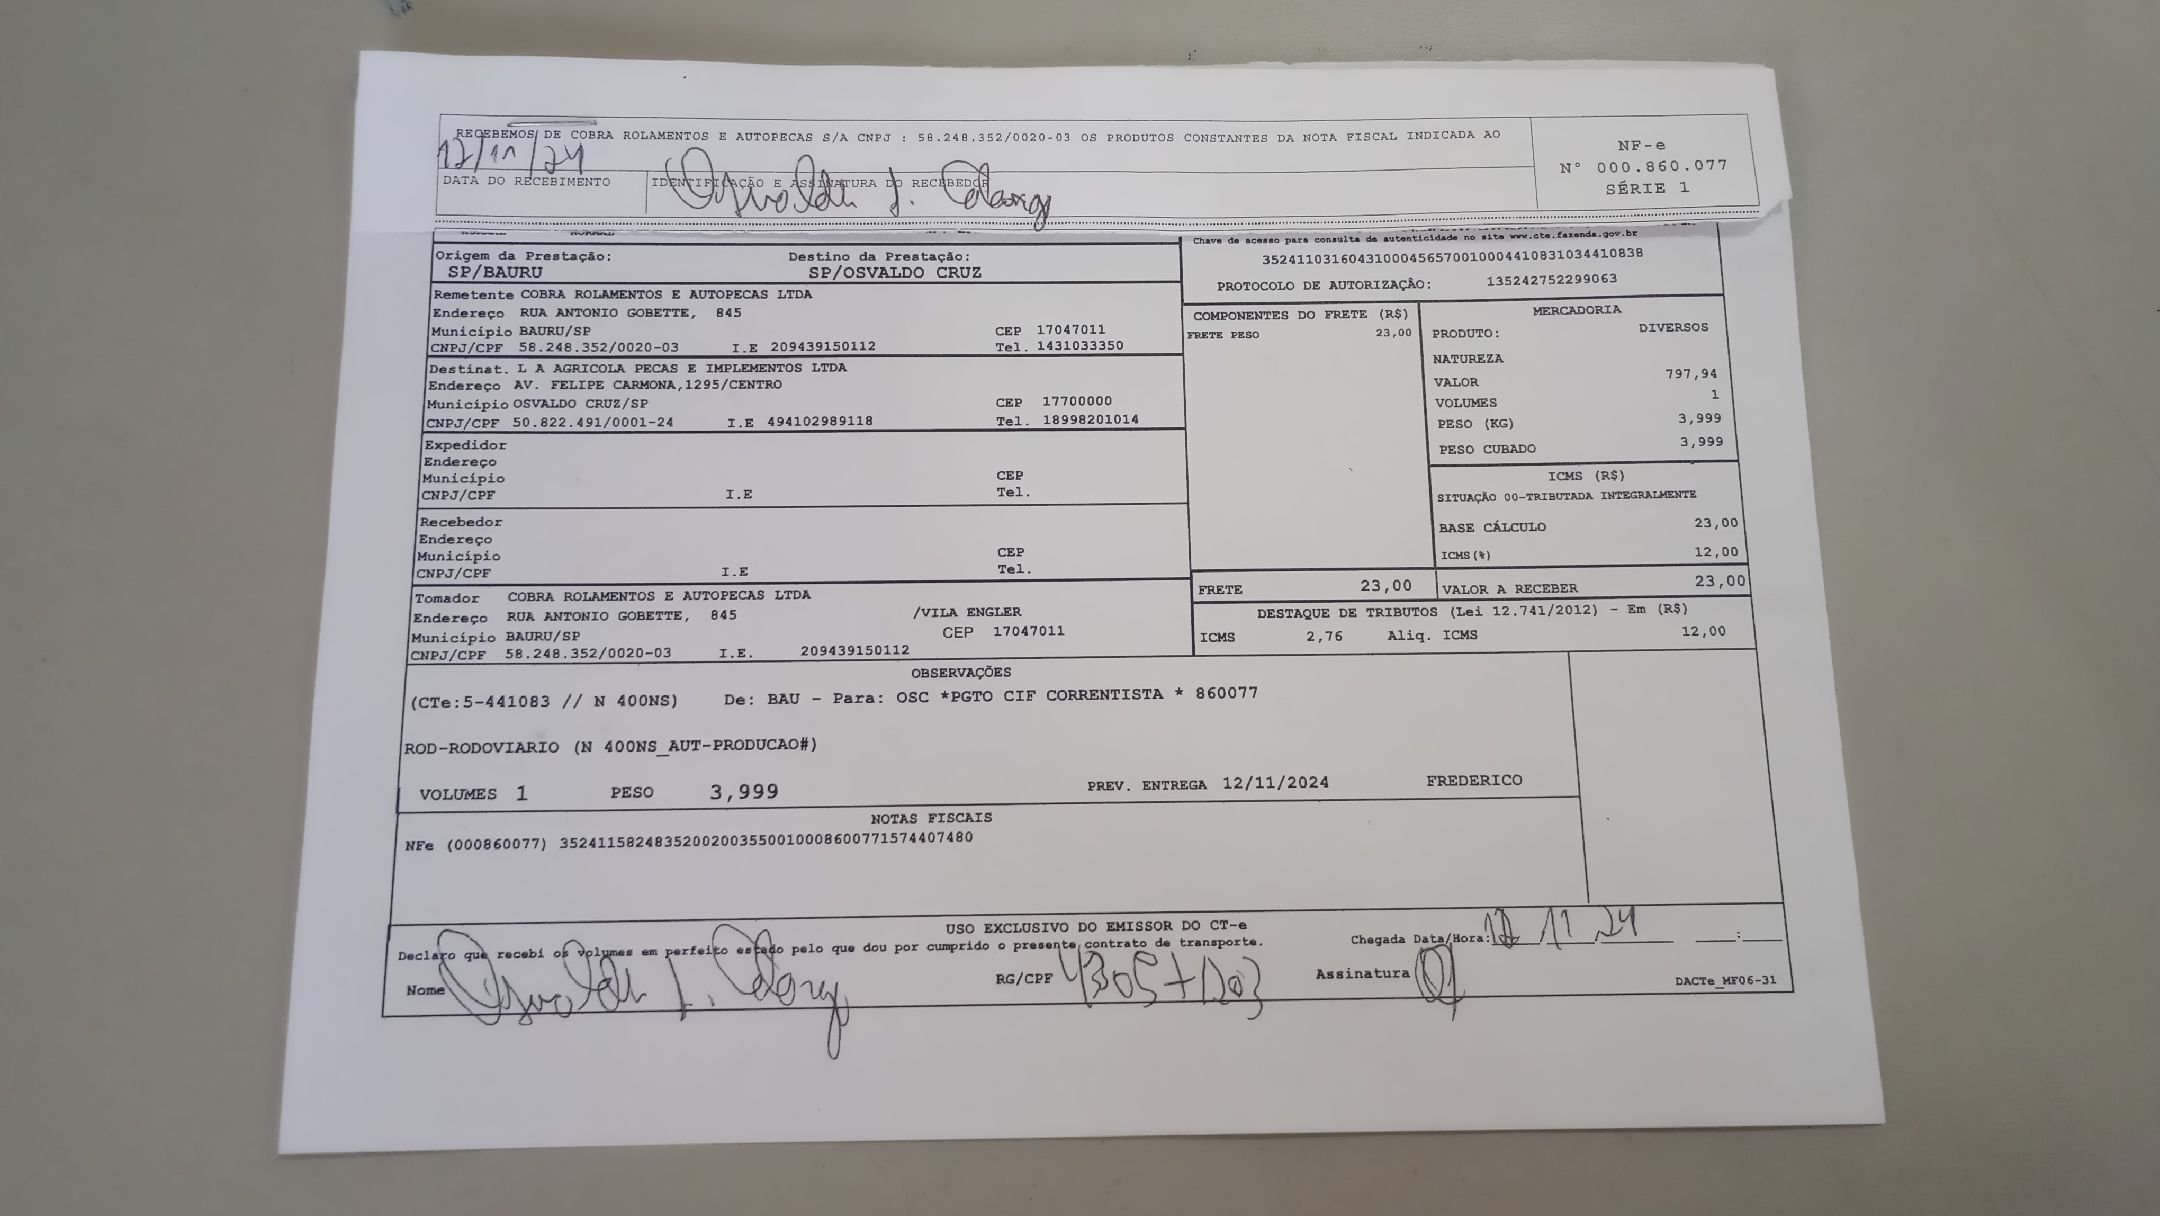 RECEBEMOS DE COBRA ROLAMENTOS E AUTOPECAS S/A CNPJ : 58.248.352/0020-03 OS PRODUTOS CONSTANTES DA NOTA FISCAL INDICADA AO
12/11/24
DATA DO RECEBIMENTO
IDENTIFICAÇÃO E ASSINATURA DO RECEBEDOR
Osvaldo J.
NF-e
N° 000.860.077
SÉRIE 1
NORMAL
Origem da Prestação: Destino da Prestação:
SP/BAURU SP/OSVALDO CRUZ
Chave de acesso para consulta de autenticidade no site www.cte.fazenda.gov.br
35241103160431000456570010004410831034410838
PROTOCOLO DE AUTORIZAÇÃO: 135242752299063
Remetente COBRA ROLAMENTOS E AUTOPECAS LTDA
Endereço RUA ANTONIO GOBETTE, 845
Município BAURU/SP CEP 17047011
CNPJ/CPF 58.248.352/0020-03 I.E 209439150112 Tel. 1431033350
Destinat. L A AGRICOLA PECAS E IMPLEMENTOS LTDA
Endereço AV. FELIPE CARMONA,1295/CENTRO
Município OSVALDO CRUZ/SP CEP 17700000
CNPJ/CPF 50.822.491/0001-24 I.E 494102989118 Tel. 18998201014
Expedidor
Endereço
Município CEP
CNPJ/CPF I.E Tel.
Recebedor
Endereço
Município CEP
CNPJ/CPF I.E Tel.
Tomador COBRA ROLAMENTOS E AUTOPECAS LTDA
Endereço RUA ANTONIO GOBETTE, 845 /VILA ENGLER
Município BAURU/SP CEP 17047011
CNPJ/CPF 58.248.352/0020-03 I.E. 209439150112
COMPONENTES DO FRETE (R$)
FRETE PESO 23,00
MERCADORIA
PRODUTO: DIVERSOS
NATUREZA
VALOR 797,94
VOLUMES 1
PESO (KG) 3,999
PESO CUBADO 3,999
ICMS (R$)
SITUAÇÃO 00-TRIBUTADA INTEGRALMENTE
BASE CÁLCULO 23,00
ICMS(%) 12,00
FRETE 23,00 VALOR A RECEBER 23,00
DESTAQUE DE TRIBUTOS (Lei 12.741/2012) - Em (R$)
ICMS 2,76 Aliq. ICMS 12,00
OBSERVAÇÕES
(CTe:5-441083 // N 400NS) De: BAU - Para: OSC *PGTO CIF CORRENTISTA * 860077
ROD-RODOVIARIO (N 400NS_AUT-PRODUCAO#)
VOLUMES 1 PESO 3,999 PREV. ENTREGA 12/11/2024 FREDERICO
NOTAS FISCAIS
NFe (000860077) 35241158248352002003550010008600771574407480
USO EXCLUSIVO DO EMISSOR DO CT-e
Declaro que recebi os volumes em perfeito estado pelo que dou por cumprido o presente contrato de transporte.
Chegada Data/Hora: 12 / 11 24 __:__
Nome Osvaldo J. RG/CPF Assinatura
DACTe_MF06-31